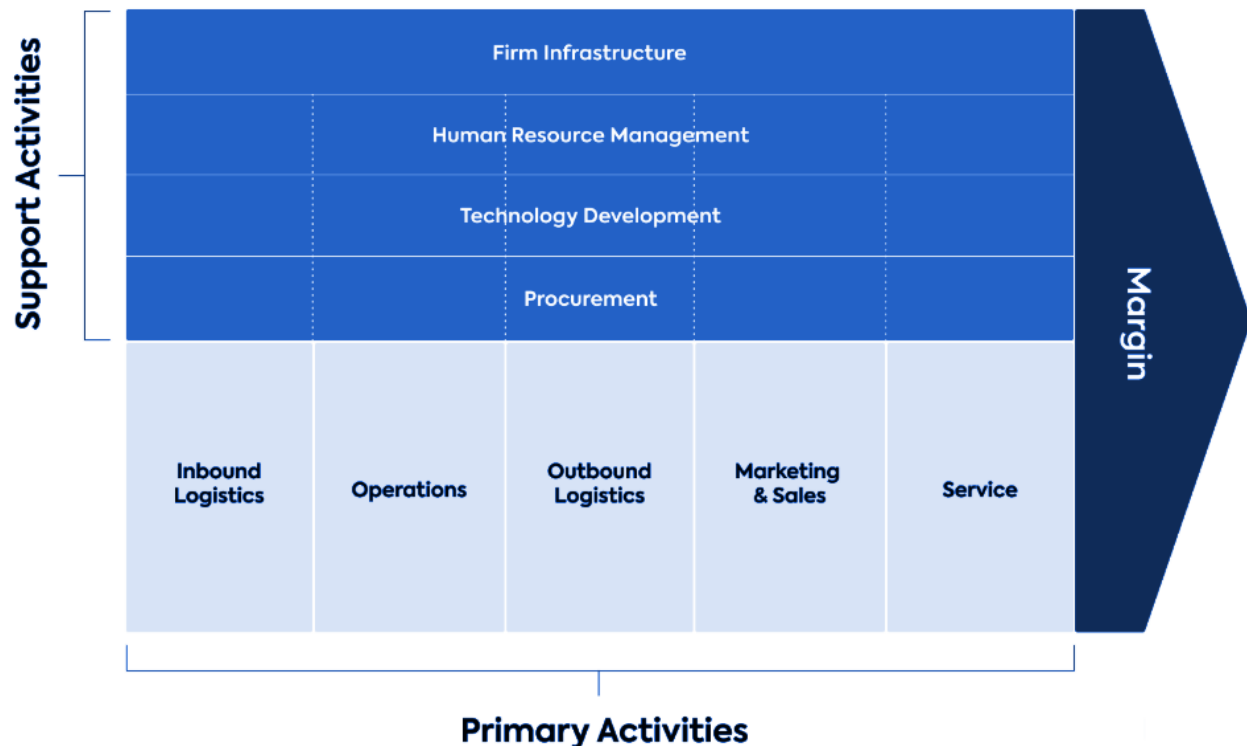 Support Activities
Firm Infrastructure
Human Resource Management
Technology Development
Procurement
Margin
Inbound
Logistics
Operations
Outbound
Logistics
Marketing
& Sales
Service
Primary Activities